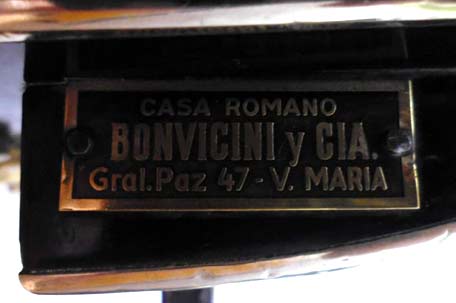 CASA ROMANO
BONVICINI y CIA.
Gral.Paz 47 - V. MARIA